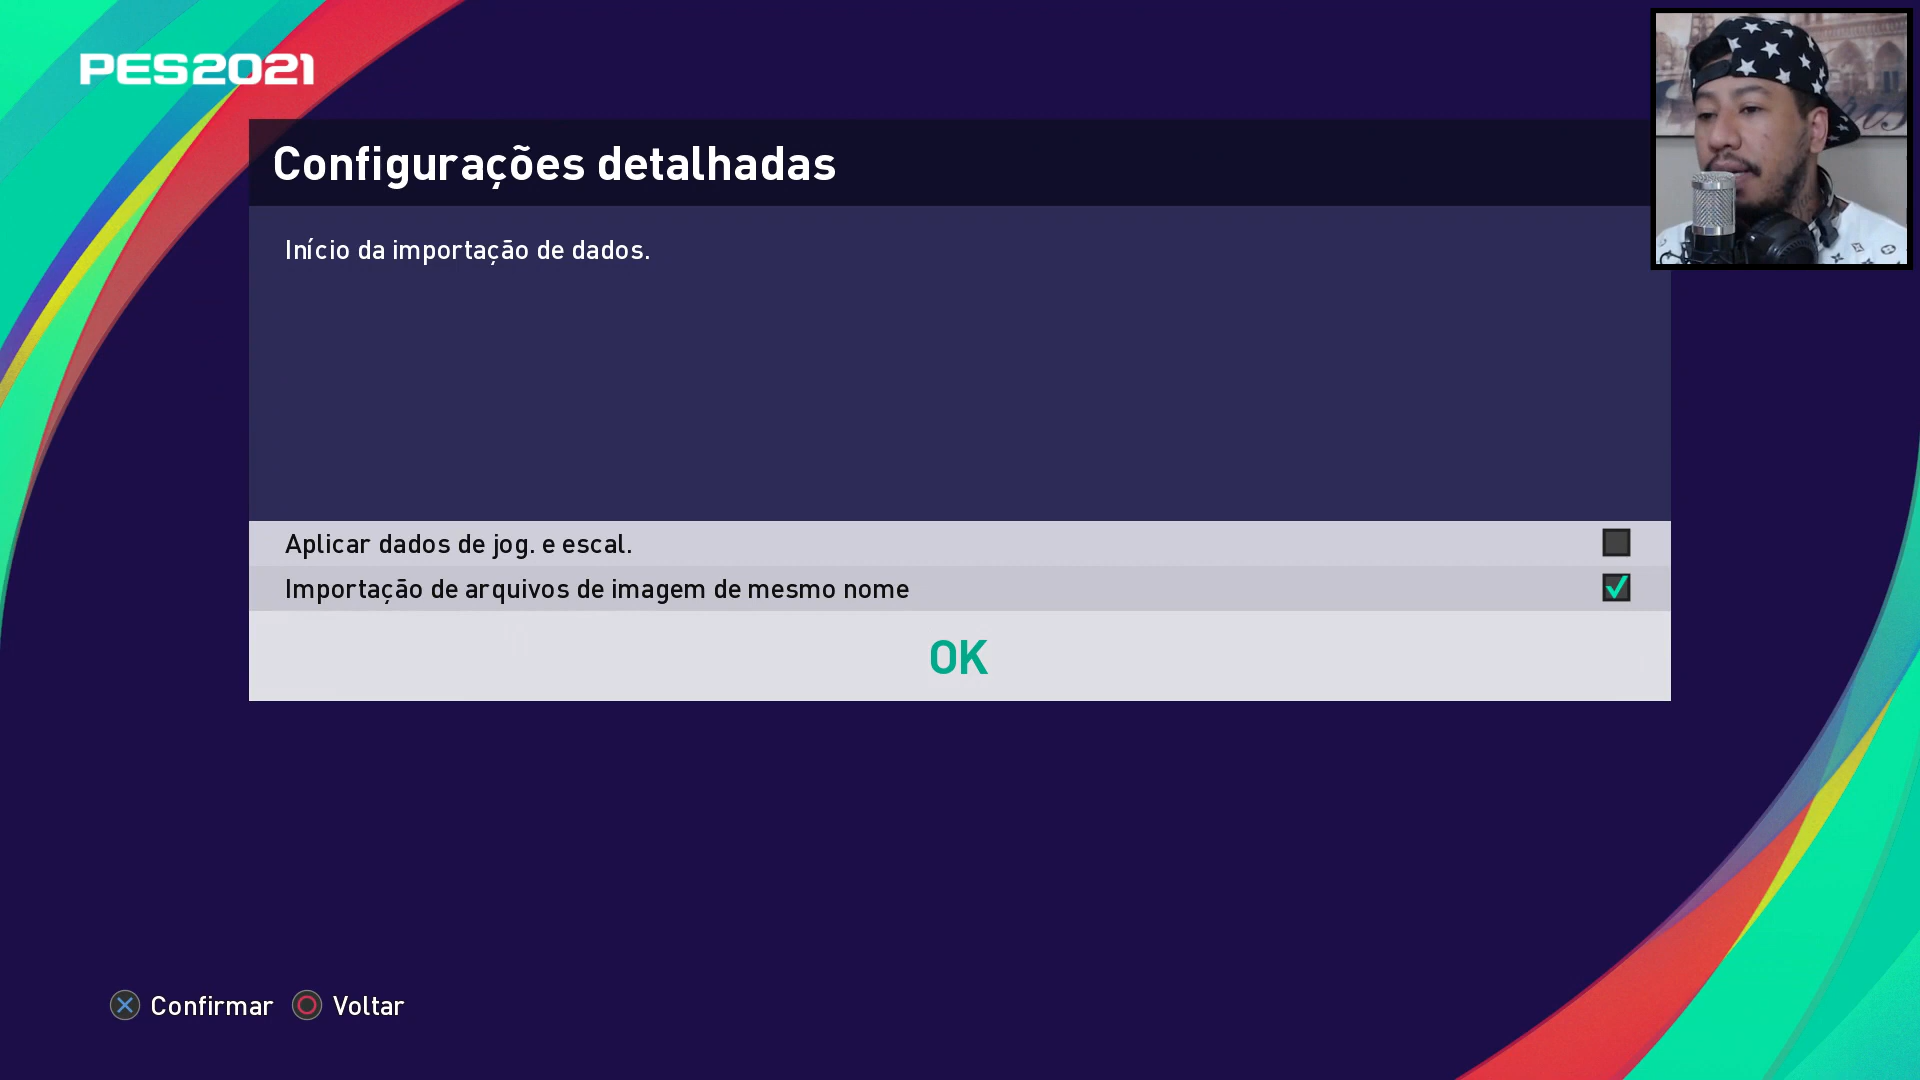 PES2021
Configurações detalhadas
Início da importação de dados.
Aplicar dados de jog. e escal.
Importação de arquivos de imagem de mesmo nome
OK
Confirmar Voltar